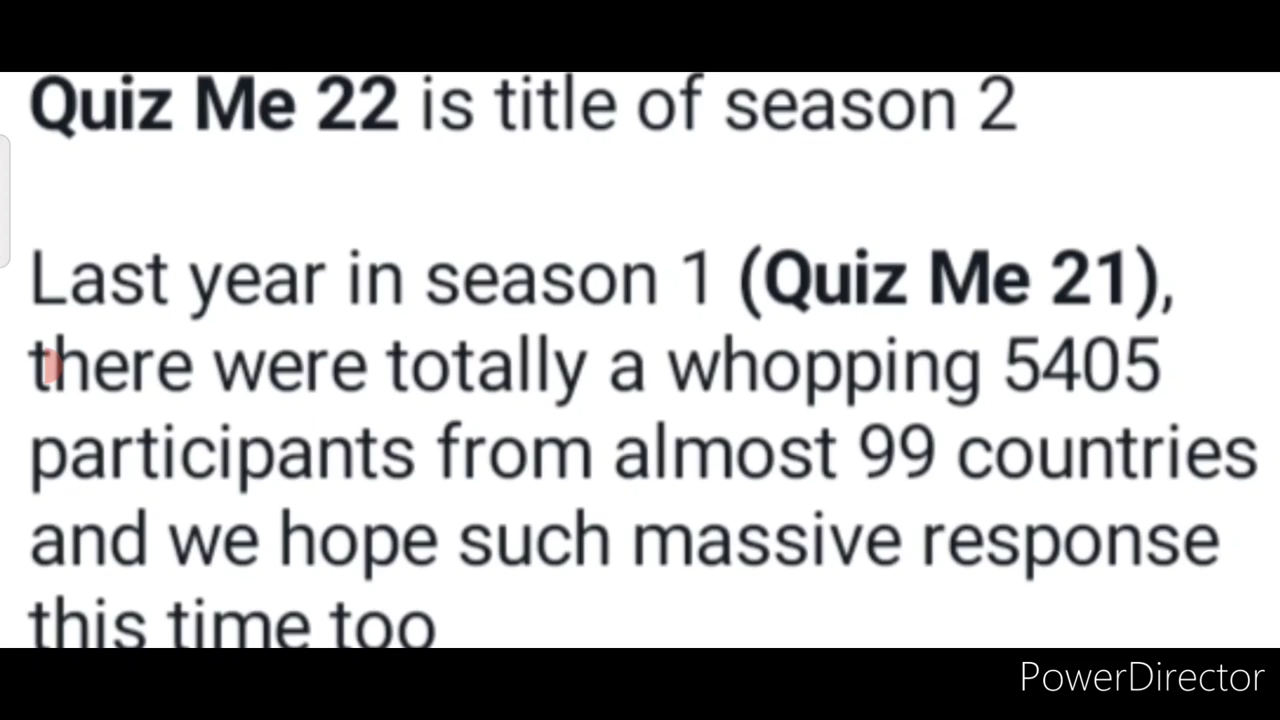 Quiz Me 22 is title of season 2
Last year in season 1 (Quiz Me 21),
there were totally a whopping 5405
participants from almost 99 countries
and we hope such massive response
this time too
PowerDirector